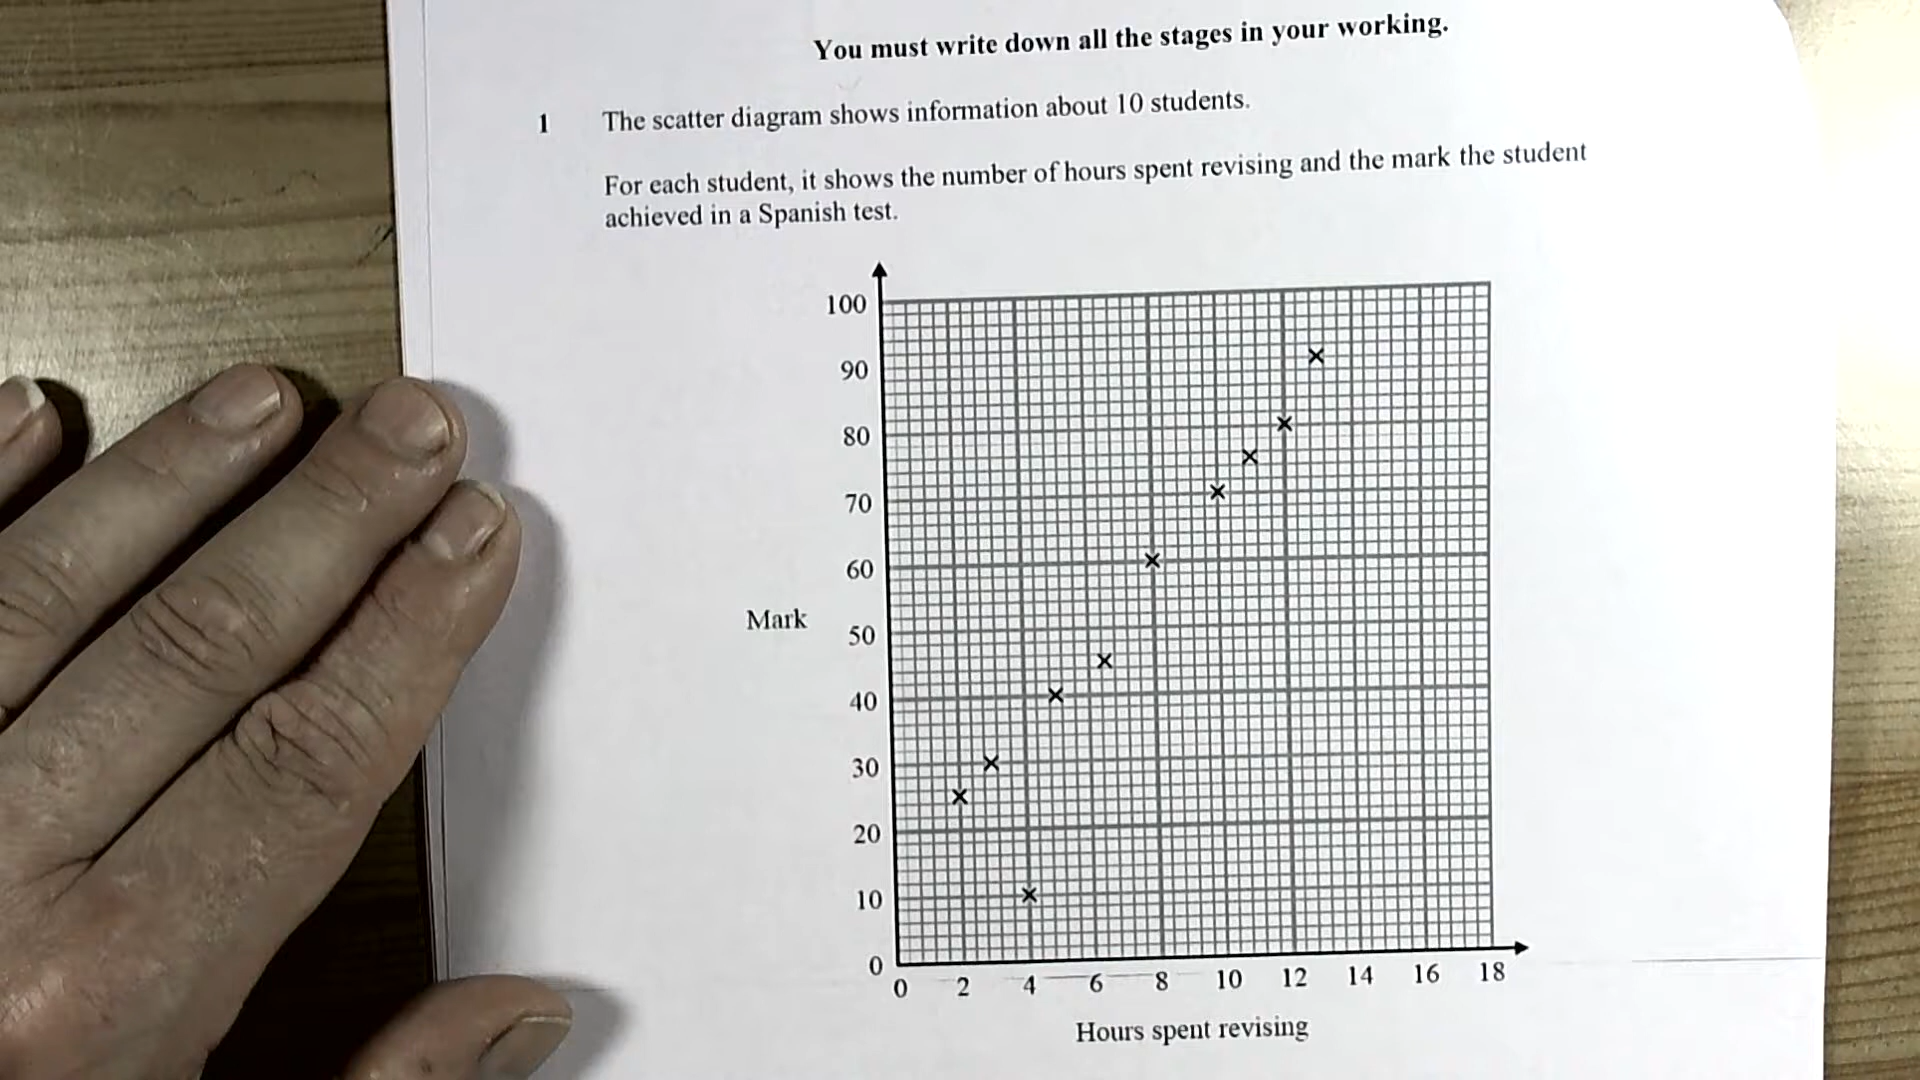 You must write down all the stages in your working.
1 The scatter diagram shows information about 10 students.
For each student, it shows the number of hours spent revising and the mark the student
achieved in a Spanish test.
100
90
80
70
60
Mark
50
40
30
20
10
0
0 2 4 6 8 10 12 14 16 18
Hours spent revising